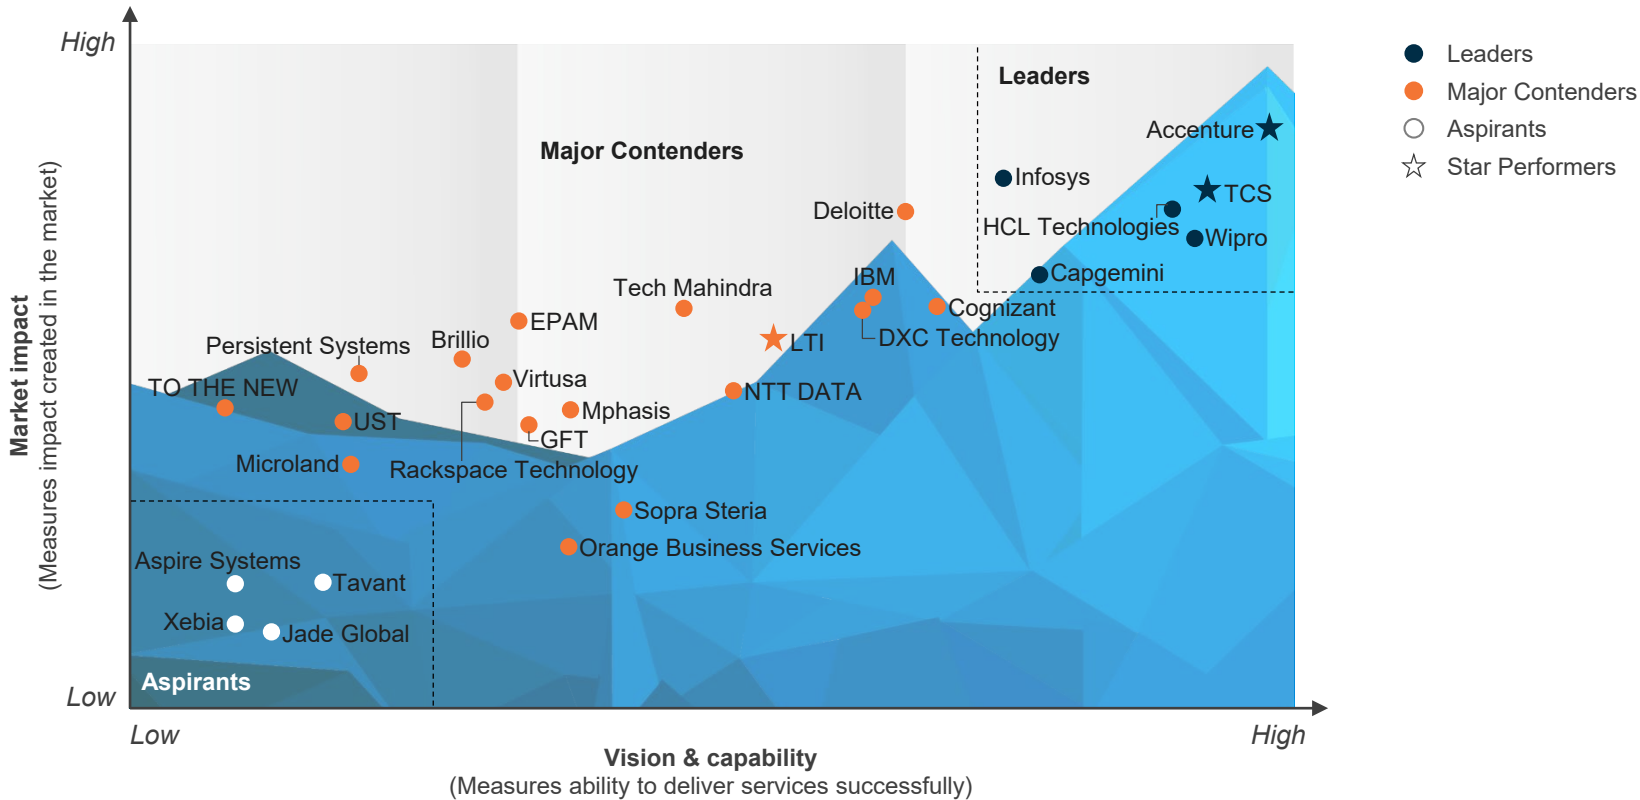 High
Leaders
Leaders
Major Contenders
Major Contenders
Aspirants
Star Performers
Accenture
Infosys
TCS
HCL Technologies
Wipro
Capgemini
Deloitte
IBM
Tech Mahindra
Cognizant
EPAM
LTI
DXC Technology
Brillio
Persistent Systems
Virtusa
TO THE NEW
NTT DATA
Mphasis
UST
GFT
Microland
Rackspace Technology
Sopra Steria
Orange Business Services
Aspire Systems
Tavant
Xebia
Jade Global
Aspirants
Market impact
(Measures impact created in the market)
Low
Low
High
Vision & capability
(Measures ability to deliver services successfully)